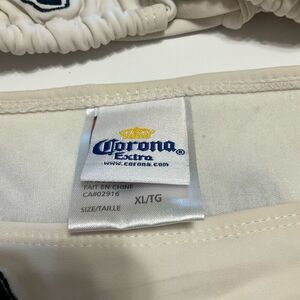 Corona®
Extra
www.corona.com
FAIT EN CHINE
CA#02916
SIZE/TAILLE XL/TG